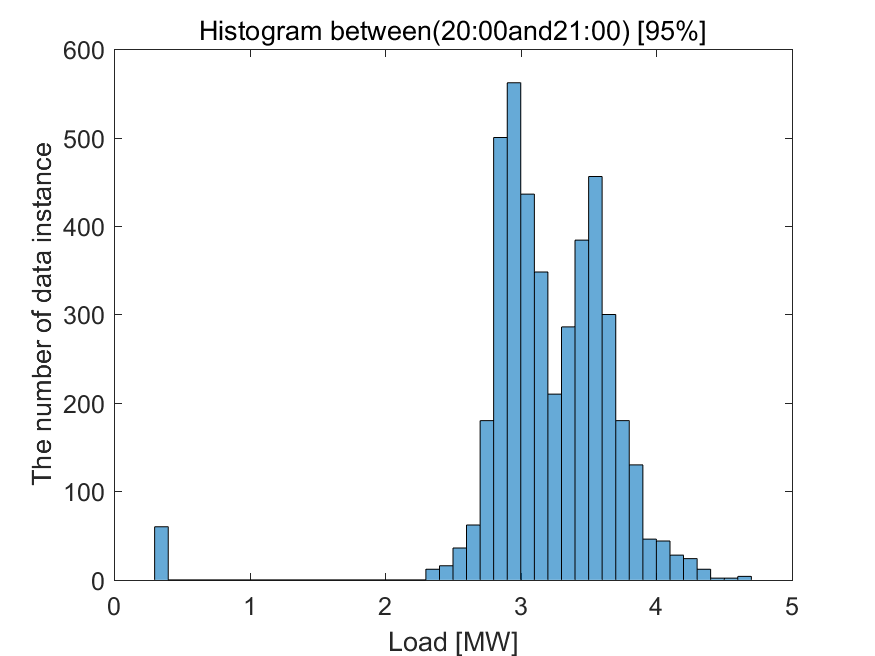 Histogram between(20:00and21:00) [95%]
600
500
400
300
200
100
0
The number of data instance
0 1 2 3 4 5
Load [MW]